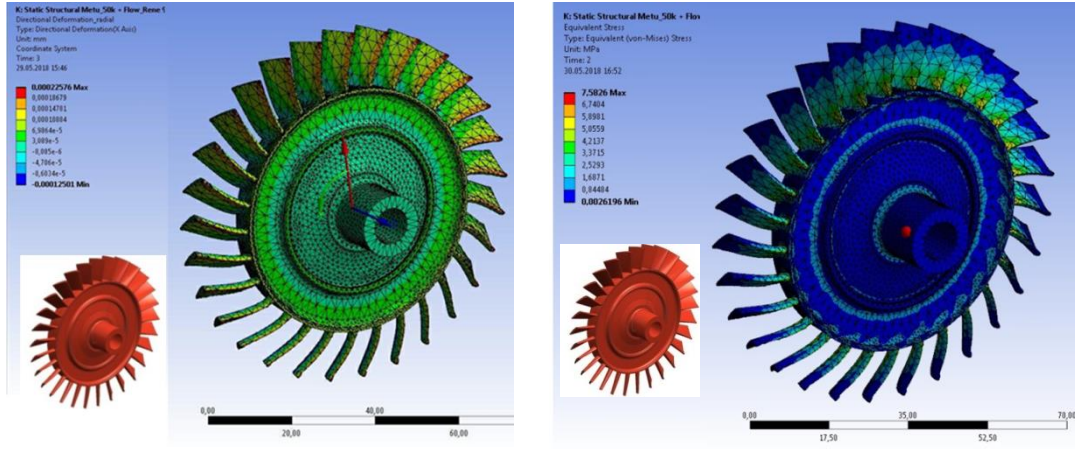 K: Static Structural Metu_50k + Flow_Rene
Directional Deformation_radial
Type: Directional Deformation(X Axis)
Unit: mm
Coordinate System
Time: 3
29.05.2018 15:46
0,00022576 Max
0,00018679
0,00014781
0,00010884
6,9864e-5
3,089e-5
-8,085e-6
-4,706e-5
-8,6034e-5
-0,00012501 Min
0,00
20,00
40,00
60,00
K: Static Structural Metu_50k + Flov
Equivalent Stress
Type: Equivalent (von-Mises) Stress
Unit: MPa
Time: 2
30.05.2018 16:52
7,5826 Max
6,7404
5,8981
5,0559
4,2137
3,3715
2,5293
1,6871
0,84484
0,0026196 Min
0,00
17,50
35,00
52,50
70,00